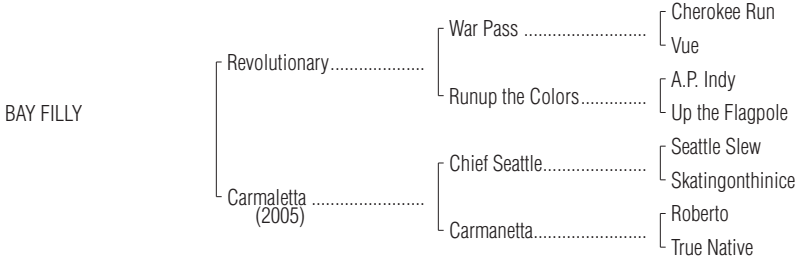 Cherokee Run
War Pass ........................
Vue
Revolutionary...................
A.P. Indy
Runup the Colors.............
Up the Flagpole
BAY FILLY
Seattle Slew
Chief Seattle.....................
Skatingonthinice
Carmaletta ......................
(2005)
Roberto
Carmanetta.......................
True Native